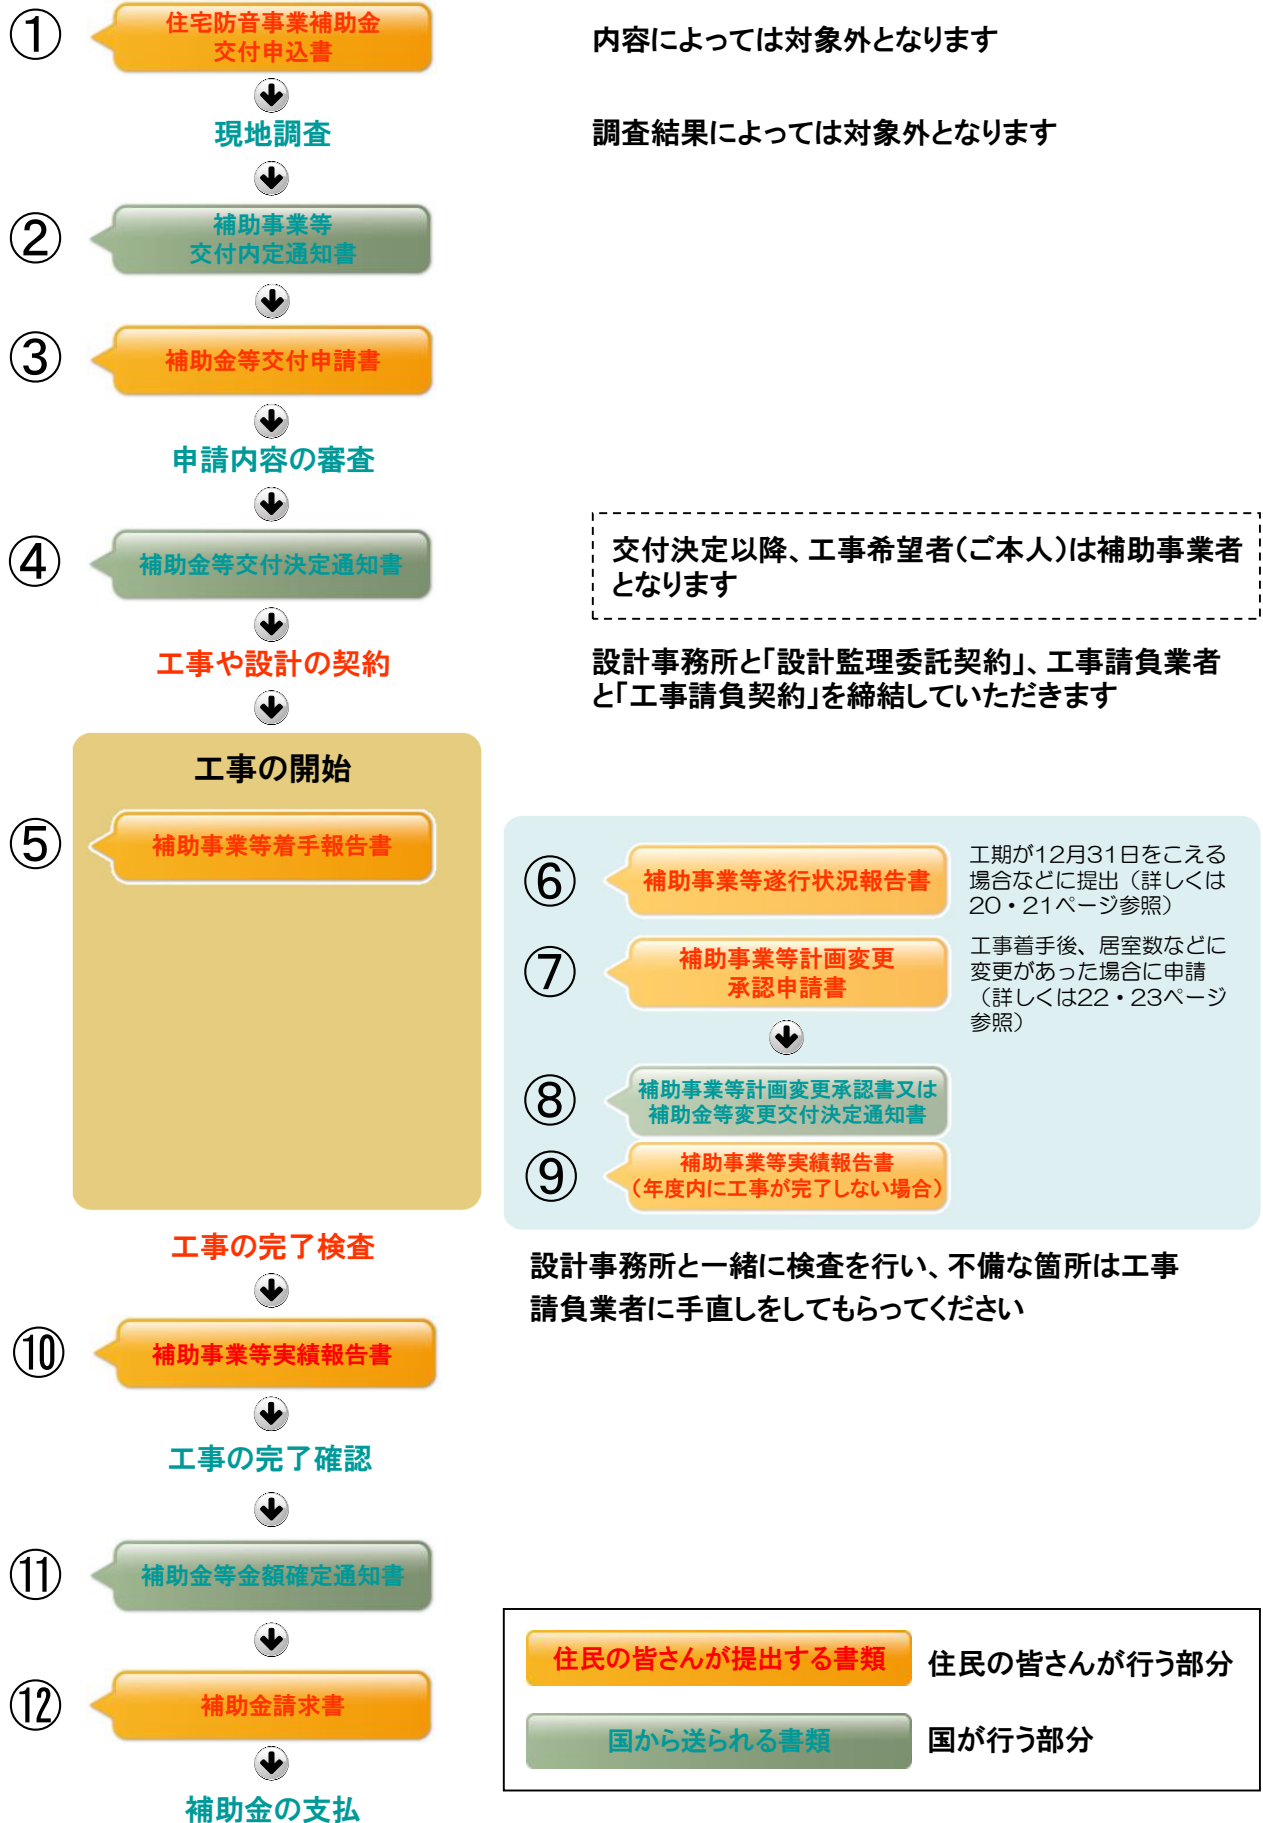 ①
住宅防音事業補助金
交付申込書
内容によっては対象外となります
現地調査
調査結果によっては対象外となります
②
補助事業等
交付内定通知書
③
補助金等交付申請書
申請内容の審査
④
補助金等交付決定通知書
交付決定以降、工事希望者(ご本人)は補助事業者
となります
工事や設計の契約
設計事務所と「設計監理委託契約」、工事請負業者
と「工事請負契約」を締結していただきます
工事の開始
⑤
補助事業等着手報告書
⑥
補助事業等遂行状況報告書
工期が12月31日をこえる
場合などに提出（詳しくは
20・21ページ参照）
⑦
補助事業等計画変更
承認申請書
工事着手後、居室数などに
変更があった場合に申請
（詳しくは22・23ページ
参照）
⑧
補助事業等計画変更承認書又は
補助金等変更交付決定通知書
⑨
補助事業等実績報告書
（年度内に工事が完了しない場合）
工事の完了検査
設計事務所と一緒に検査を行い、不備な箇所は工事
請負業者に手直しをしてもらってください
⑩
補助事業等実績報告書
工事の完了確認
⑪
補助金等金額確定通知書
⑫
補助金請求書
補助金の支払
住民の皆さんが提出する書類
住民の皆さんが行う部分
国から送られる書類
国が行う部分